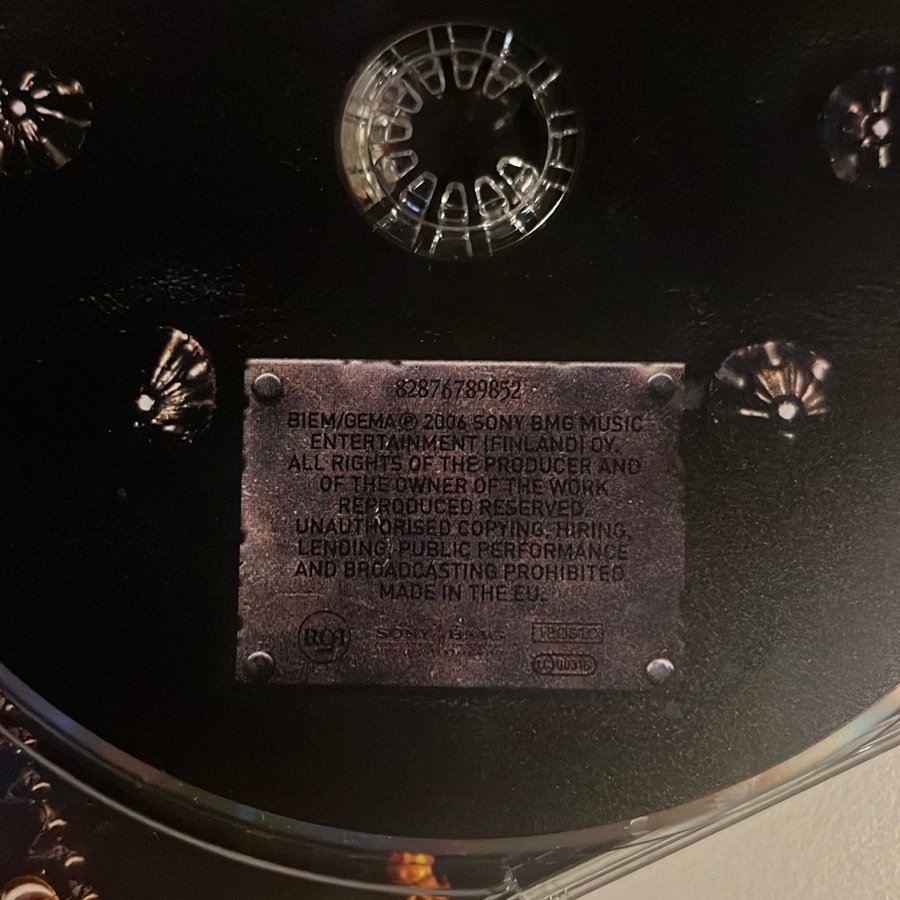 82876789852
BIEM/GEMA ℗ 2006 SONY BMG MUSIC
ENTERTAINMENT (FINLAND) OY.
ALL RIGHTS OF THE PRODUCER AND
OF THE OWNER OF THE WORK
REPRODUCED RESERVED.
UNAUTHORISED COPYING, HIRING,
LENDING, PUBLIC PERFORMANCE
AND BROADCASTING PROHIBITED.
MADE IN THE EU.
RCA SONY BMG
LC 00316